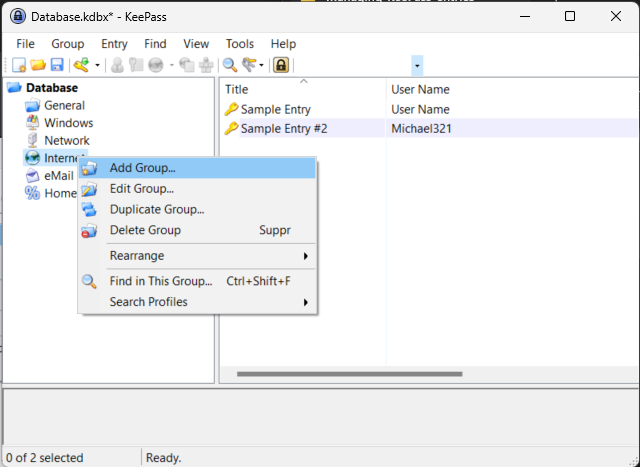 Database.kdbx* - KeePass
File Group Entry Find View Tools Help
Database
General
Windows
Network
Internet
eMail
Home
Title User Name
Sample Entry User Name
Sample Entry #2 Michael321
Add Group...
Edit Group...
Duplicate Group...
Delete Group Suppr
Rearrange
Find in This Group... Ctrl+Shift+F
Search Profiles
0 of 2 selected Ready.